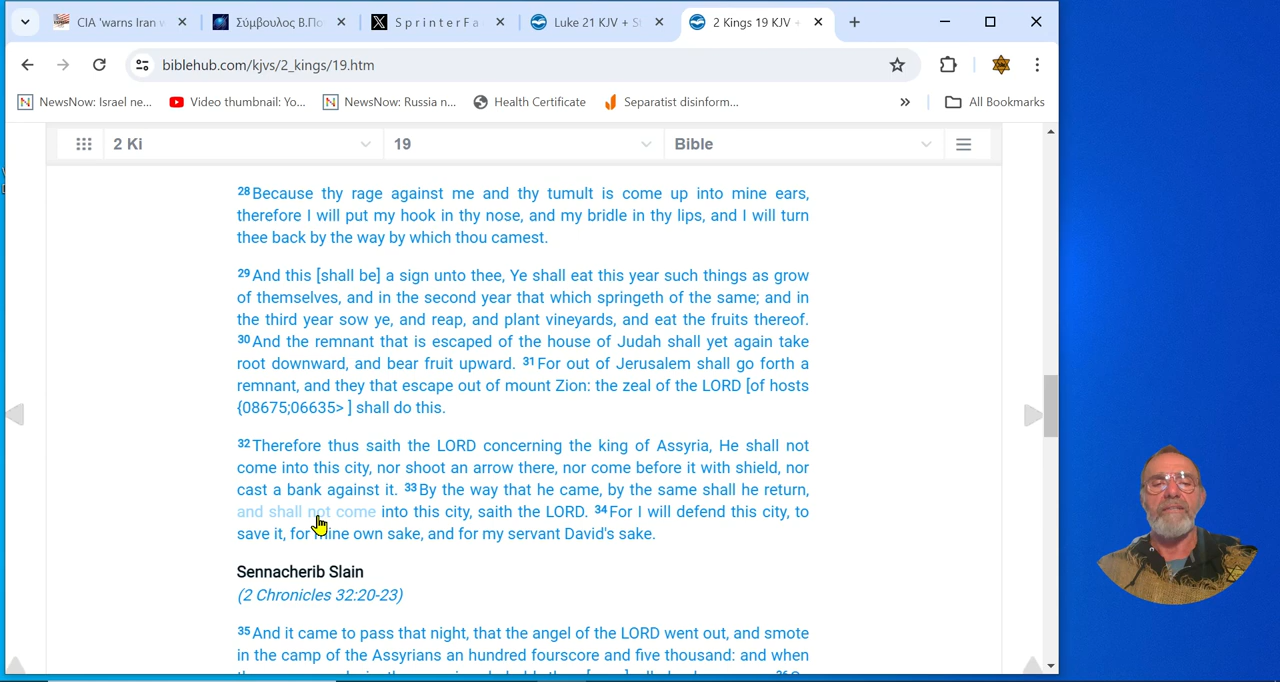 CIA 'warns Iran w
Σύμβουλος Β.Πο
S p r i n t e r F a
Luke 21 KJV + St
2 Kings 19 KJV +
biblehub.com/kjvs/2_kings/19.htm
NewsNow: Israel ne...
Video thumbnail: Yo...
NewsNow: Russia n...
Health Certificate
Separatist disinform...
»
All Bookmarks
2 Ki
19
Bible
28Because thy rage against me and thy tumult is come up into mine ears,
therefore I will put my hook in thy nose, and my bridle in thy lips, and I will turn
thee back by the way by which thou camest.
29And this [shall be] a sign unto thee, Ye shall eat this year such things as grow
of themselves, and in the second year that which springeth of the same; and in
the third year sow ye, and reap, and plant vineyards, and eat the fruits thereof.
30And the remnant that is escaped of the house of Judah shall yet again take
root downward, and bear fruit upward. 31For out of Jerusalem shall go forth a
remnant, and they that escape out of mount Zion: the zeal of the LORD [of hosts
{08675;06635> ] shall do this.
32Therefore thus saith the LORD concerning the king of Assyria, He shall not
come into this city, nor shoot an arrow there, nor come before it with shield, nor
cast a bank against it. 33By the way that he came, by the same shall he return,
and shall not come into this city, saith the LORD. 34For I will defend this city, to
save it, for mine own sake, and for my servant David's sake.
Sennacherib Slain
(2 Chronicles 32:20-23)
35And it came to pass that night, that the angel of the LORD went out, and smote
in the camp of the Assyrians an hundred fourscore and five thousand: and when